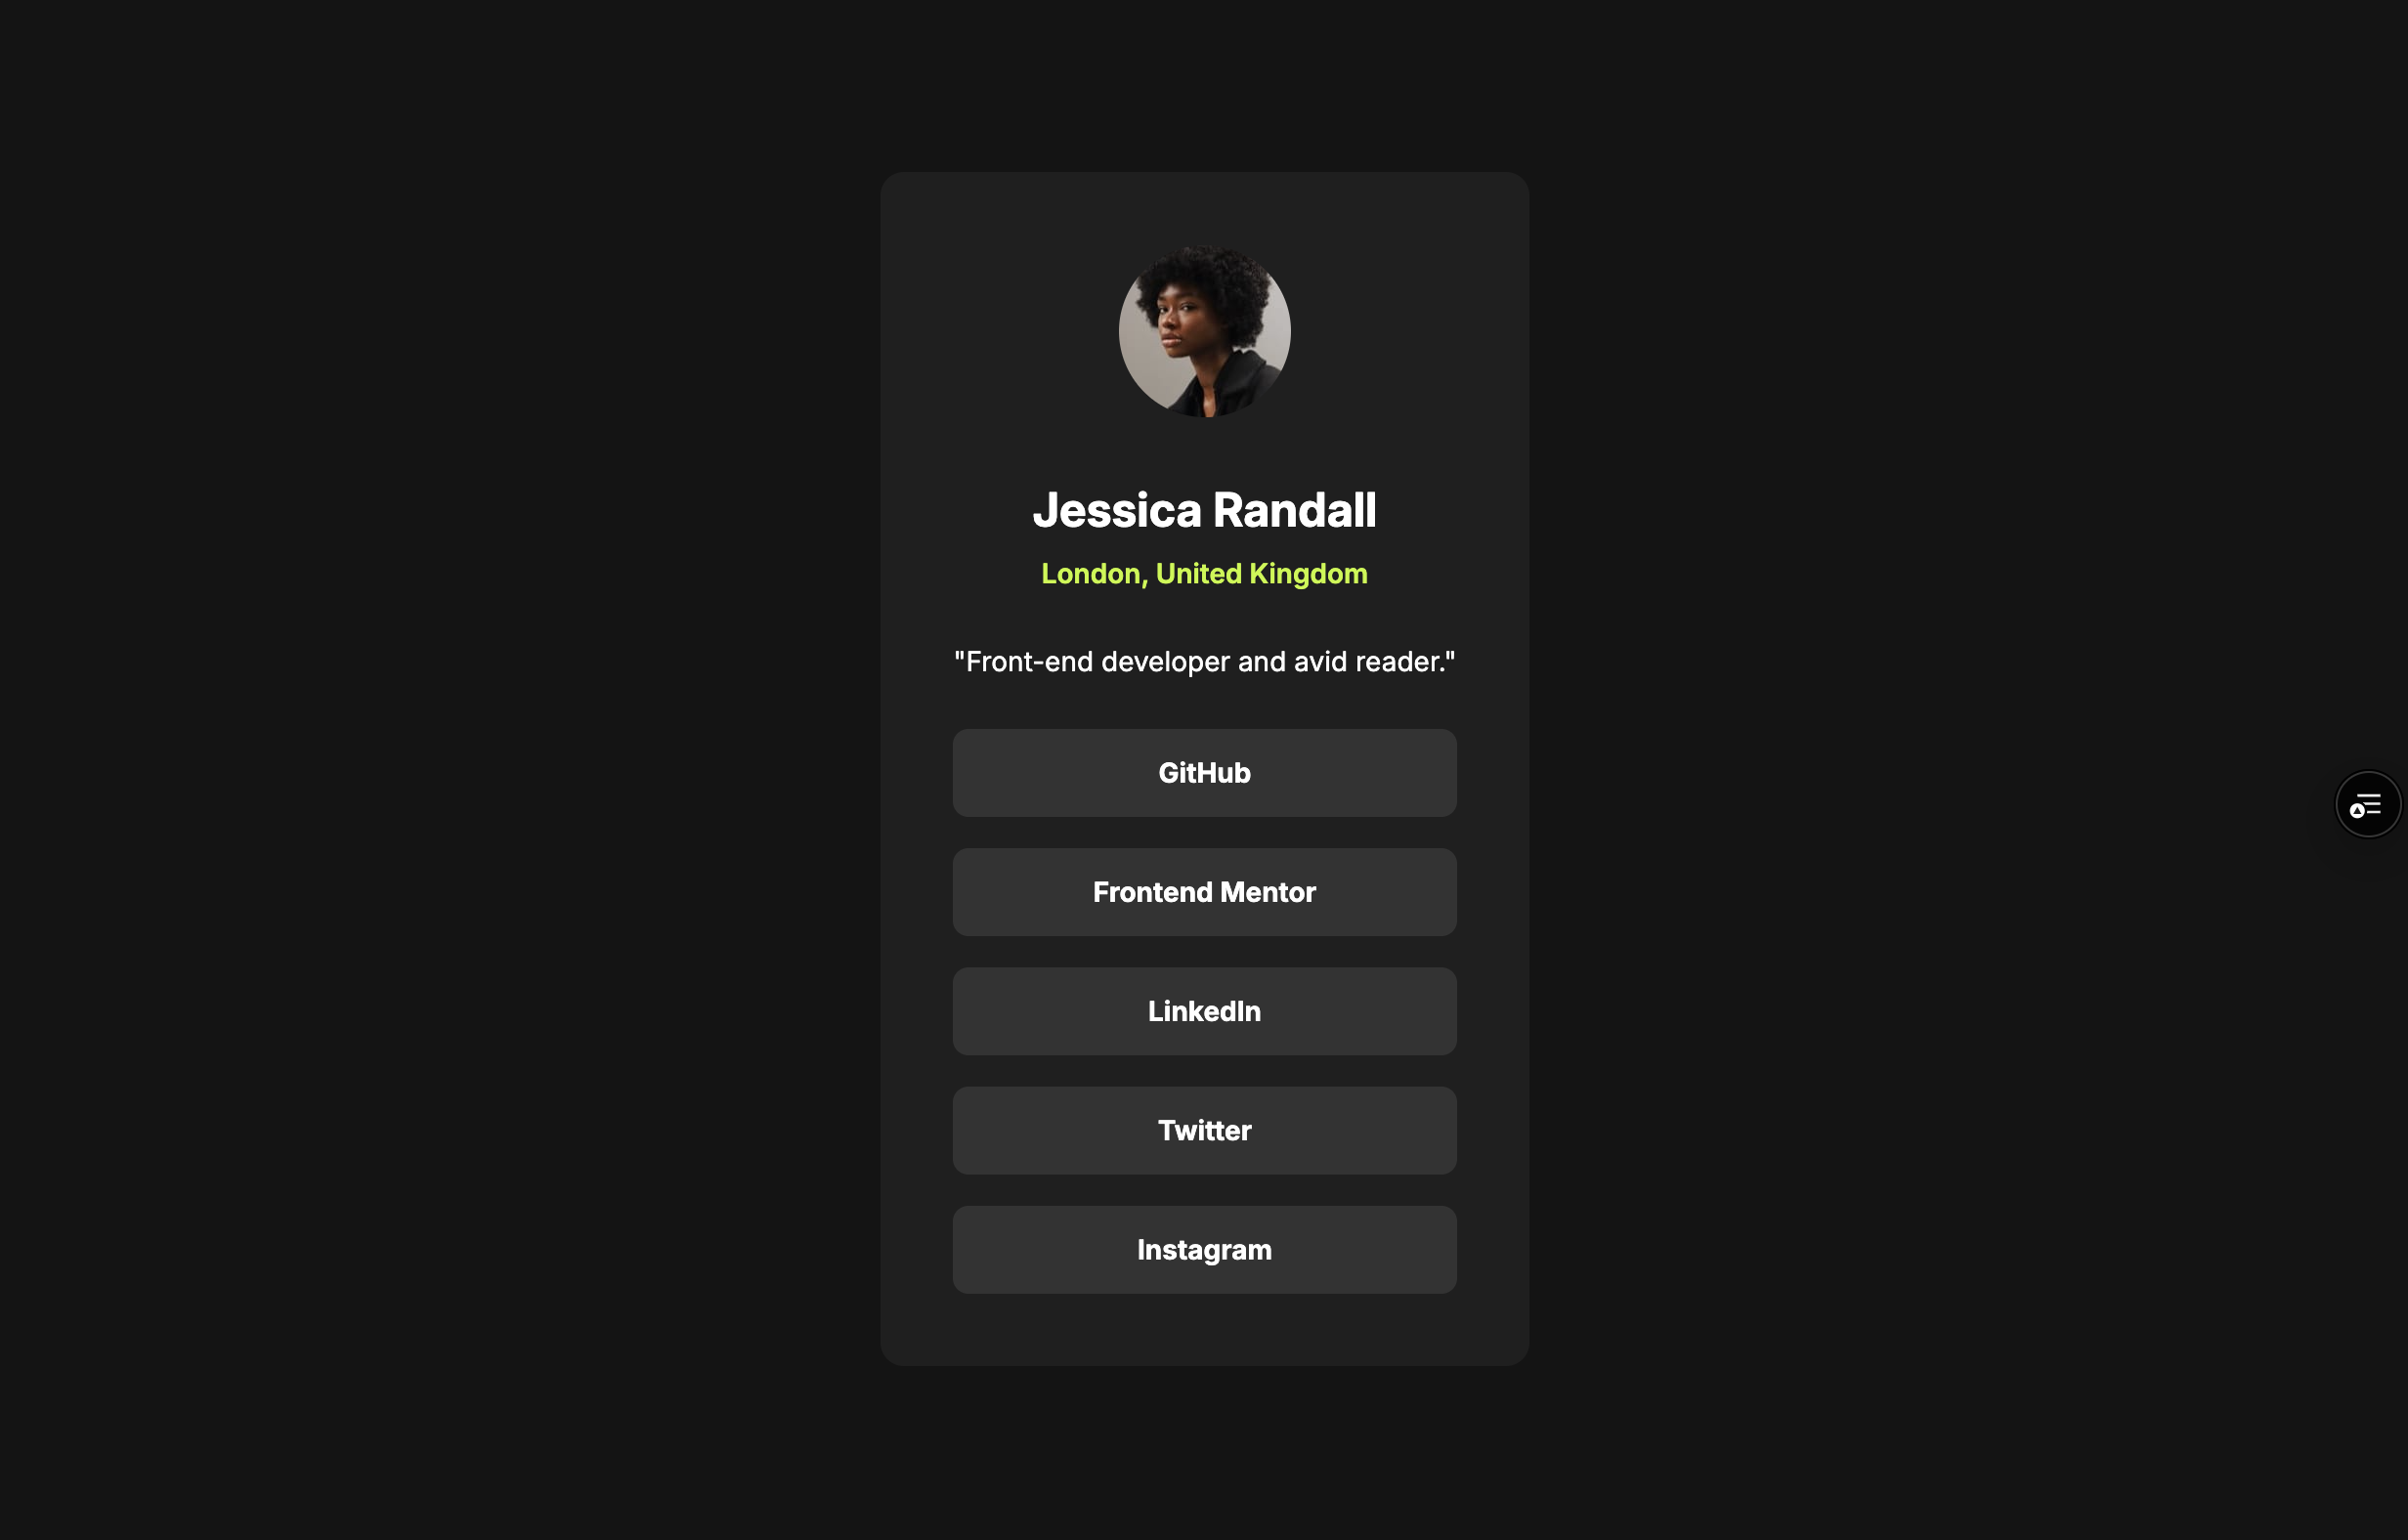 Jessica Randall
London, United Kingdom
"Front-end developer and avid reader."
GitHub
Frontend Mentor
LinkedIn
Twitter
Instagram